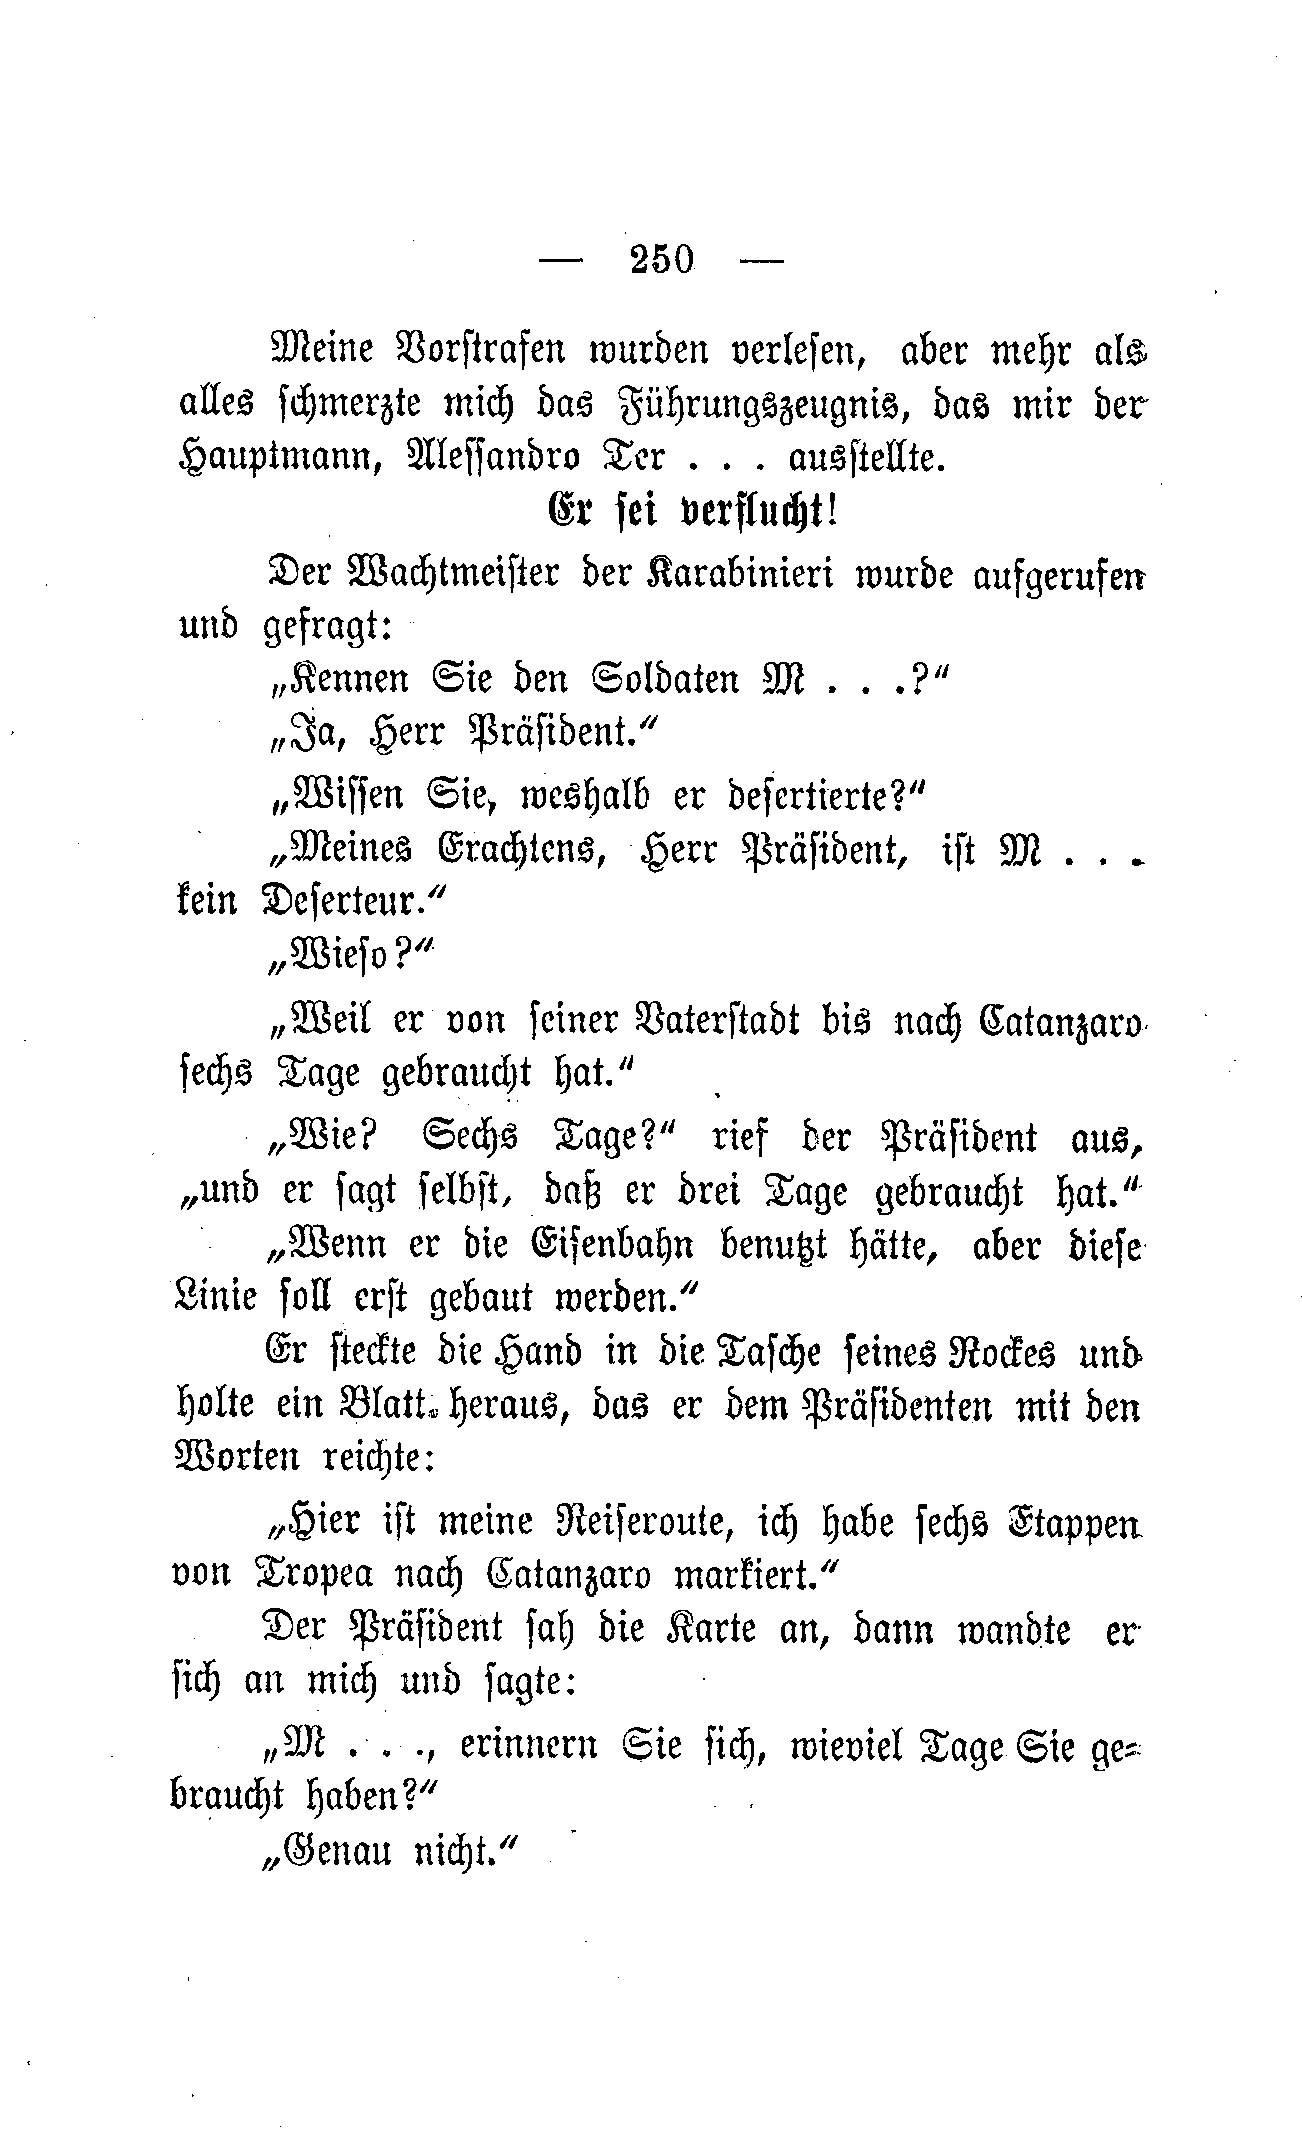 — 250 —
Meine Vorstrafen wurden verlesen, aber mehr als
alles schmerzte mich das Führungszeugnis, das mir der
Hauptmann, Alessandro Ter . . . ausstellte.
Er sei verflucht!
Der Wachtmeister der Karabinieri wurde aufgerufen
und gefragt:
„Kennen Sie den Soldaten M . . .?“
„Ja, Herr Präsident.“
„Wissen Sie, weshalb er desertierte?“
„Meines Erachtens, Herr Präsident, ist M . . .
kein Deserteur.“
„Wieso?“
„Weil er von seiner Vaterstadt bis nach Catanzaro
sechs Tage gebraucht hat.“
„Wie? Sechs Tage?“ rief der Präsident aus,
„und er sagt selbst, daß er drei Tage gebraucht hat.“
„Wenn er die Eisenbahn benutzt hätte, aber diese
Linie soll erst gebaut werden.“
Er steckte die Hand in die Tasche seines Rockes und
holte ein Blatt heraus, das er dem Präsidenten mit den
Worten reichte:
„Hier ist meine Reiseroute, ich habe sechs Etappen
von Tropea nach Catanzaro markiert.“
Der Präsident sah die Karte an, dann wandte er
sich an mich und sagte:
„M . . ., erinnern Sie sich, wieviel Tage Sie ge-
braucht haben?“
„Genau nicht.“